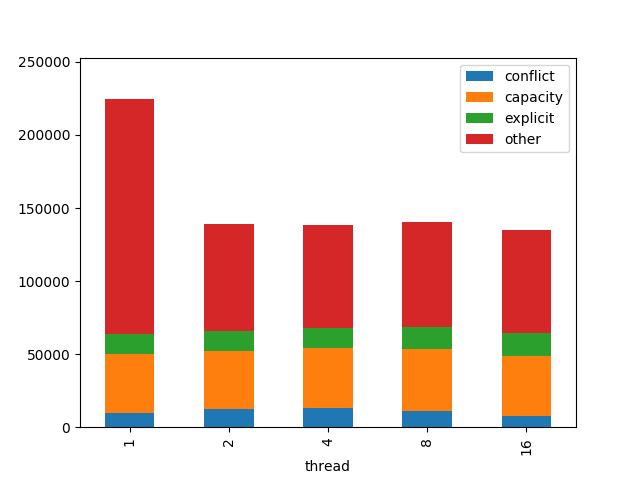 250000
200000
150000
100000
50000
0
conflict
capacity
explicit
other
1
2
4
8
16
thread